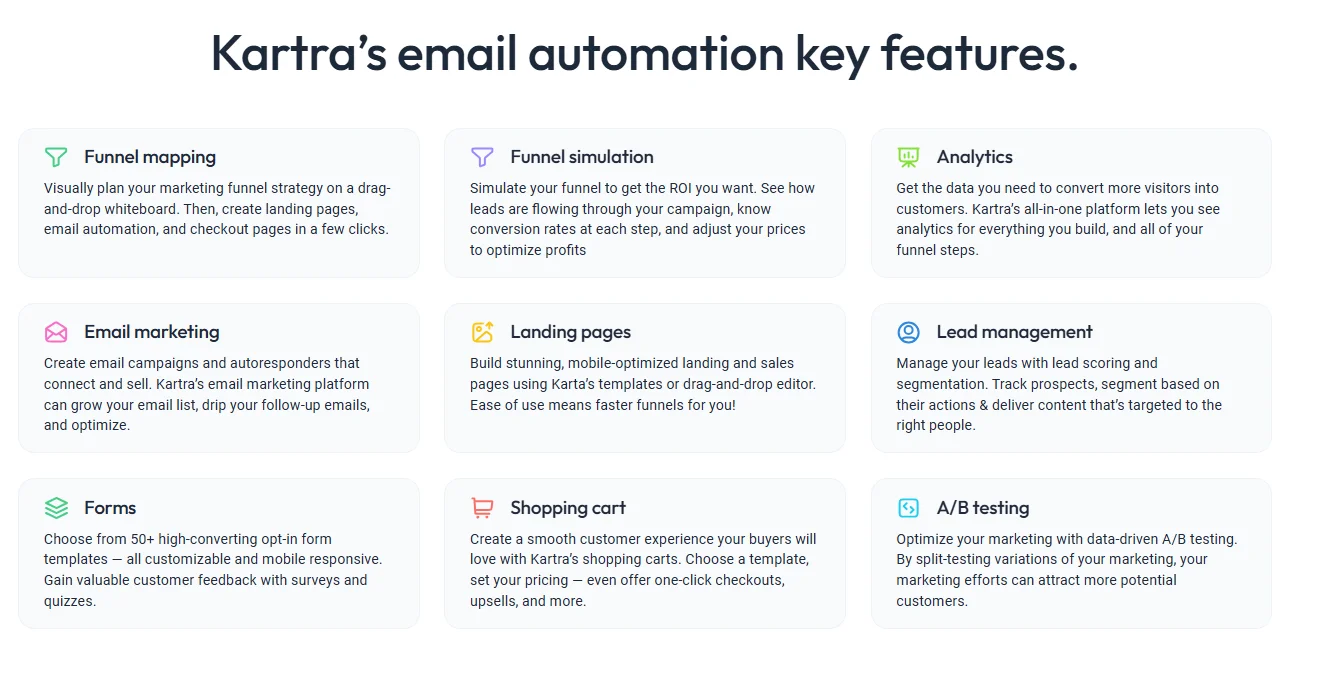 Kartra’s email automation key features.
Funnel mapping
Visually plan your marketing funnel strategy on a drag-
and-drop whiteboard. Then, create landing pages,
email automation, and checkout pages in a few clicks.
Funnel simulation
Simulate your funnel to get the ROI you want. See how
leads are flowing through your campaign, know
conversion rates at each step, and adjust your prices
to optimize profits
Analytics
Get the data you need to convert more visitors into
customers. Kartra’s all-in-one platform lets you see
analytics for everything you build, and all of your
funnel steps.
Email marketing
Create email campaigns and autoresponders that
connect and sell. Kartra’s email marketing platform
can grow your email list, drip your follow-up emails,
and optimize.
Landing pages
Build stunning, mobile-optimized landing and sales
pages using Karta’s templates or drag-and-drop editor.
Ease of use means faster funnels for you!
Lead management
Manage your leads with lead scoring and
segmentation. Track prospects, segment based on
their actions & deliver content that’s targeted to the
right people.
Forms
Choose from 50+ high-converting opt-in form
templates — all customizable and mobile responsive.
Gain valuable customer feedback with surveys and
quizzes.
Shopping cart
Create a smooth customer experience your buyers will
love with Kartra’s shopping carts. Choose a template,
set your pricing — even offer one-click checkouts,
upsells, and more.
A/B testing
Optimize your marketing with data-driven A/B testing.
By split-testing variations of your marketing, your
marketing efforts can attract more potential
customers.